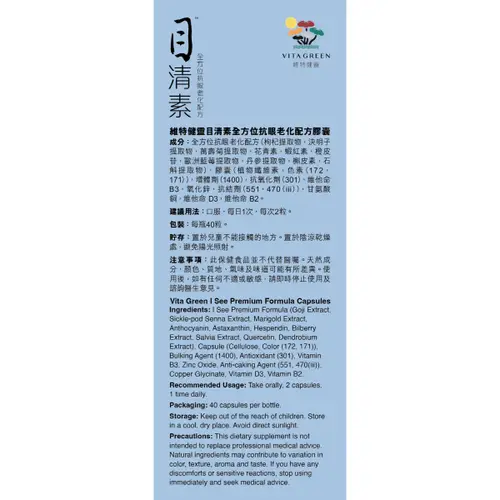 目清素™
全方位抗眼老化配方
VITA GREEN
維特健靈
維特健靈目清素全方位抗眼老化配方膠囊
成分：全方位抗眼老化配方(枸杞提取物，決明子
提取物，萬壽菊提取物，花青素，蝦紅素，橙皮
苷，歐洲藍莓提取物，丹參提取物，槲皮素，石
斛提取物)，膠囊(植物纖維素，色素(172，
171))，增體劑(1400)，抗氧化劑(301)，維他命
B3，氧化鋅，抗結劑(551，470(iii))，甘氨酸
銅，維他命 D3，維他命 B2。
建議用法：口服，每日1次，每次2粒。
包裝：每瓶40粒。
貯存：置於兒童不能接觸的地方。置於陰涼乾燥
處，避免陽光照射。
注意事項：此保健食品並不代替醫囑。天然成
分，顏色、質地、氣味及味道可能有所差異。使
用後，如有任何不適或敏感，請即時停止使用及
諮詢醫生意見。
Vita Green I See Premium Formula Capsules
Ingredients: I See Premium Formula (Goji Extract,
Sickle-pod Senna Extract, Marigold Extract,
Anthocyanin, Astaxanthin, Hesperidin, Bilberry
Extract, Salvia Extract, Quercetin, Dendrobium
Extract), Capsule (Cellulose, Color (172, 171)),
Bulking Agent (1400), Antioxidant (301), Vitamin
B3, Zinc Oxide, Anti-caking Agent (551, 470(iii)),
Copper Glycinate, Vitamin D3, Vitamin B2.
Recommended Usage: Take orally, 2 capsules,
1 time daily.
Packaging: 40 capsules per bottle.
Storage: Keep out of the reach of children. Store
in a cool, dry place. Avoid direct sunlight.
Precautions: This dietary supplement is not
intended to replace professional medical advice.
Natural ingredients may contribute to variation in
color, texture, aroma and taste. If you have any
discomforts or sensitive reactions, stop using
immediately and seek medical advice.